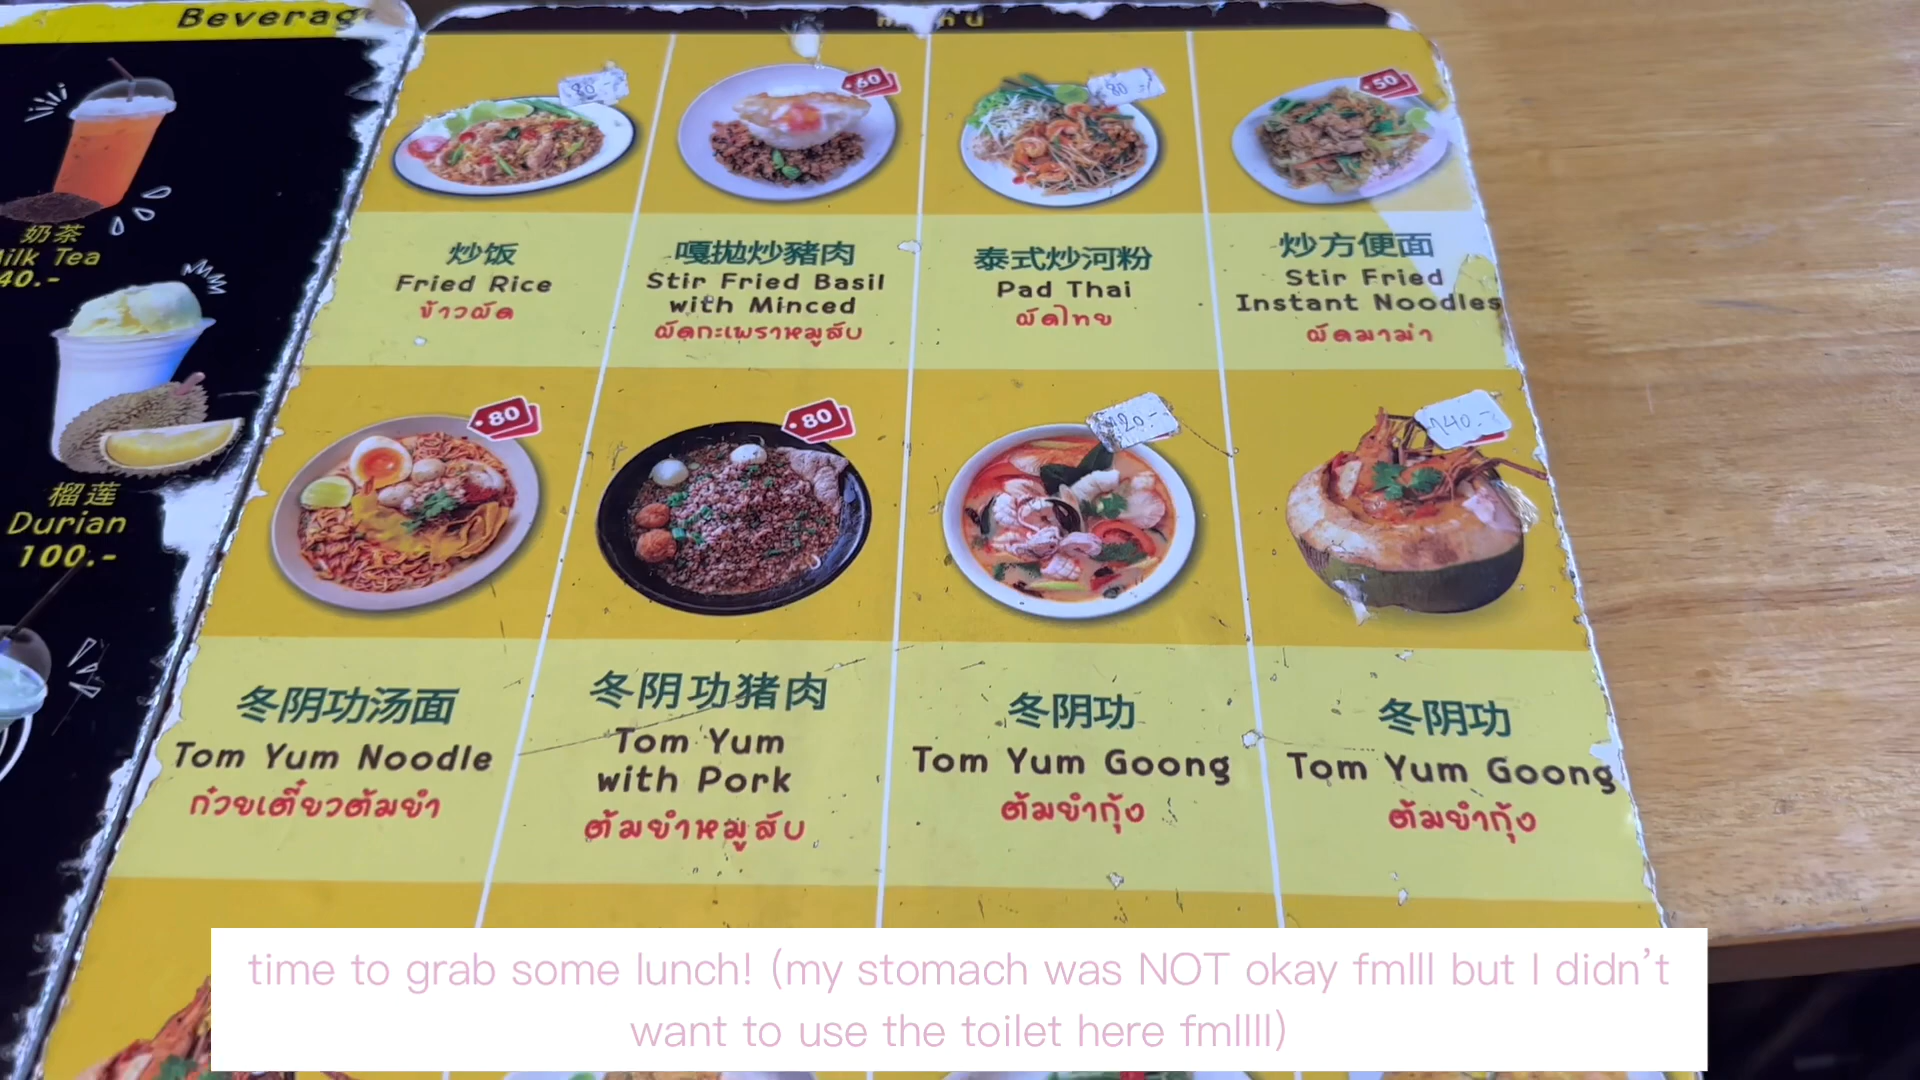 Beverag
奶茶
Milk Tea
40.-
榴莲
Durian
100.-
80.-
60
80.-
50
炒饭
Fried Rice
ข้าวผัด
嘎抛炒豬肉
Stir Fried Basil
with Minced
ผัดกะเพราหมูสับ
泰式炒河粉
Pad Thai
ผัดไทย
炒方便面
Stir Fried
Instant Noodles
ผัดมาม่า
80
80
120.-
140.-
冬阴功汤面
Tom Yum Noodle
ก๋วยเตี๋ยวต้มยำ
冬阴功猪肉
Tom Yum
with Pork
ต้มยำหมูสับ
冬阴功
Tom Yum Goong
ต้มยำกุ้ง
冬阴功
Tom Yum Goong
ต้มยำกุ้ง
time to grab some lunch! (my stomach was NOT okay fmlll but I didn't
want to use the toilet here fmllll)